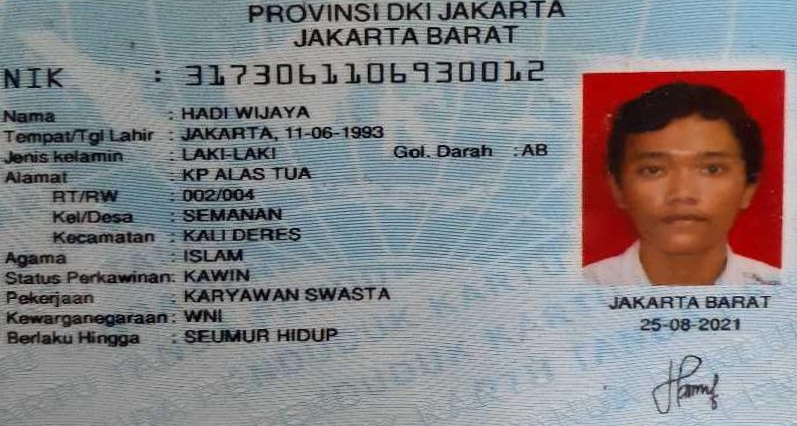 PROVINSI DKI JAKARTA
JAKARTA BARAT
NIK : 3173061106930012
Nama : HADI WIJAYA
Tempat/Tgl Lahir : JAKARTA, 11-06-1993
Jenis kelamin : LAKI-LAKI Gol. Darah : AB
Alamat : KP ALAS TUA
RT/RW : 002/004
Kel/Desa : SEMANAN
Kecamatan : KALI DERES
Agama : ISLAM
Status Perkawinan: KAWIN
Pekerjaan : KARYAWAN SWASTA
Kewarganegaraan: WNI
Berlaku Hingga : SEUMUR HIDUP
JAKARTA BARAT
25-08-2021